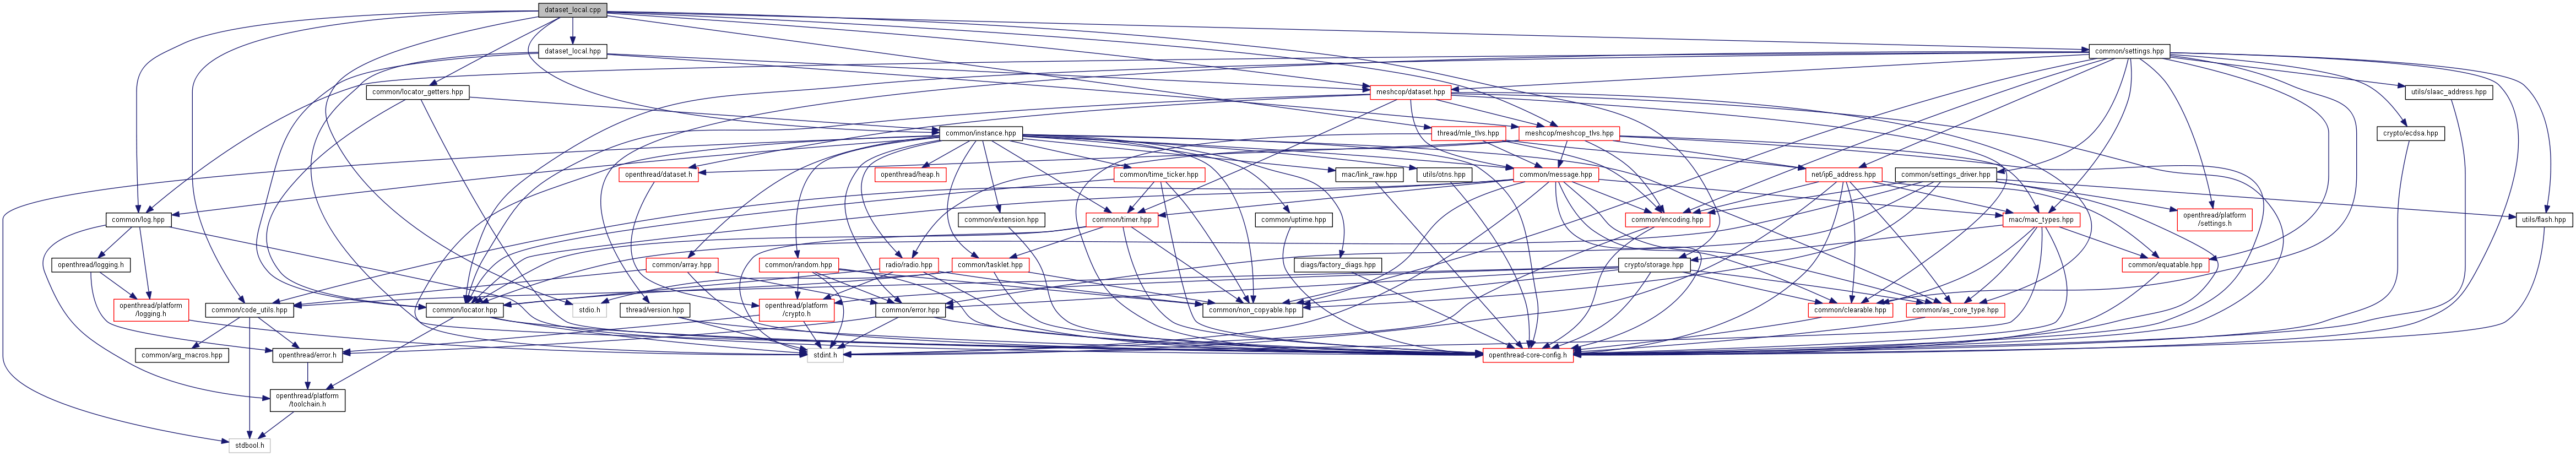 dataset_local.cpp
dataset_local.hpp
common/settings.hpp
common/locator_getters.hpp
meshcop/dataset.hpp
utils/slaac_address.hpp
common/instance.hpp
thread/mle_tlvs.hpp
meshcop/meshcop_tlvs.hpp
crypto/ecdsa.hpp
openthread/dataset.h
openthread/heap.h
common/time_ticker.hpp
mac/link_raw.hpp
utils/otns.hpp
common/message.hpp
net/ip6_address.hpp
common/settings_driver.hpp
common/log.hpp
common/extension.hpp
common/timer.hpp
common/uptime.hpp
common/encoding.hpp
mac/mac_types.hpp
openthread/platform
/settings.h
utils/flash.hpp
openthread/logging.h
common/array.hpp
common/random.hpp
radio/radio.hpp
common/tasklet.hpp
diags/factory_diags.hpp
crypto/storage.hpp
common/equatable.hpp
openthread/platform
/logging.h
common/code_utils.hpp
common/locator.hpp
stdio.h
thread/version.hpp
openthread/platform
/crypto.h
common/error.hpp
common/non_copyable.hpp
common/clearable.hpp
common/as_core_type.hpp
common/arg_macros.hpp
openthread/error.h
stdint.h
openthread-core-config.h
openthread/platform
/toolchain.h
stdbool.h